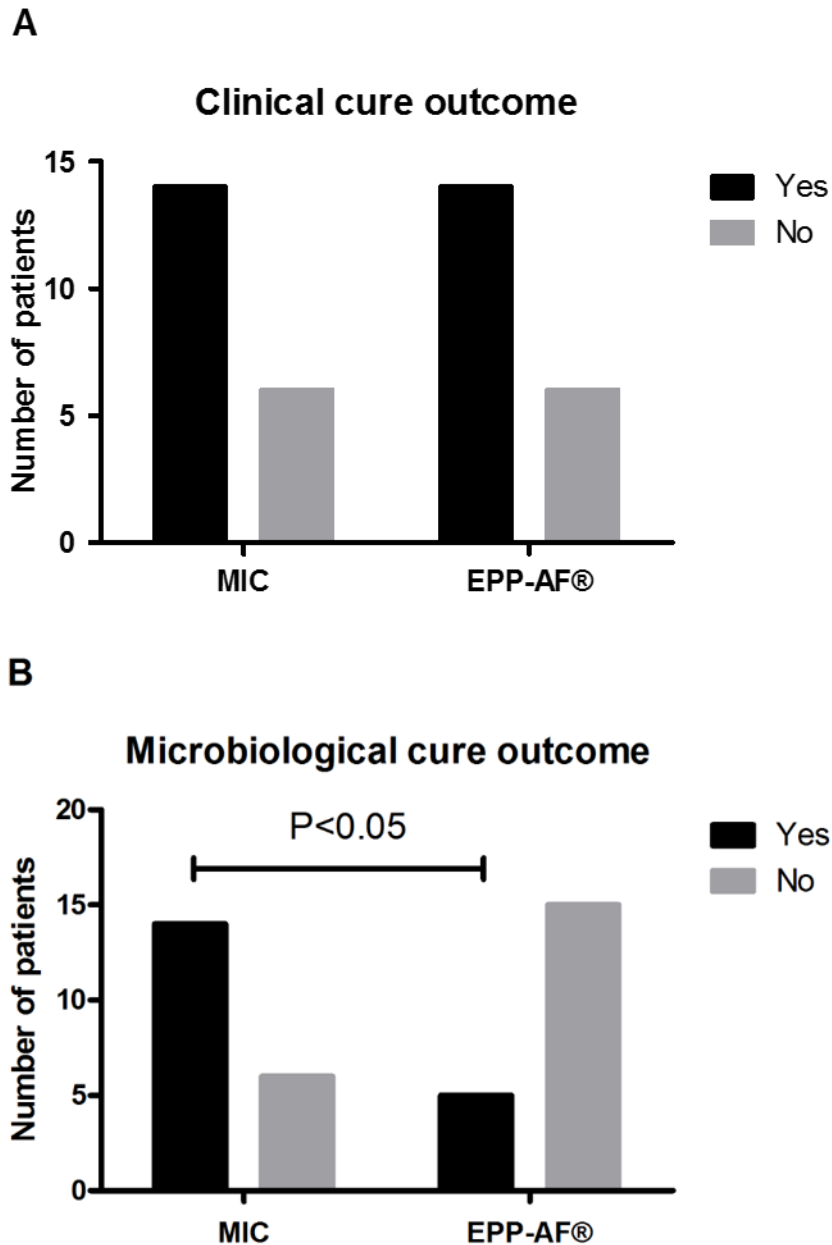 A
Clinical cure outcome
Number of patients
15
10
5
0
MIC
EPP-AF®
Yes
No
B
Microbiological cure outcome
Number of patients
20
15
10
5
0
P<0.05
MIC
EPP-AF®
Yes
No